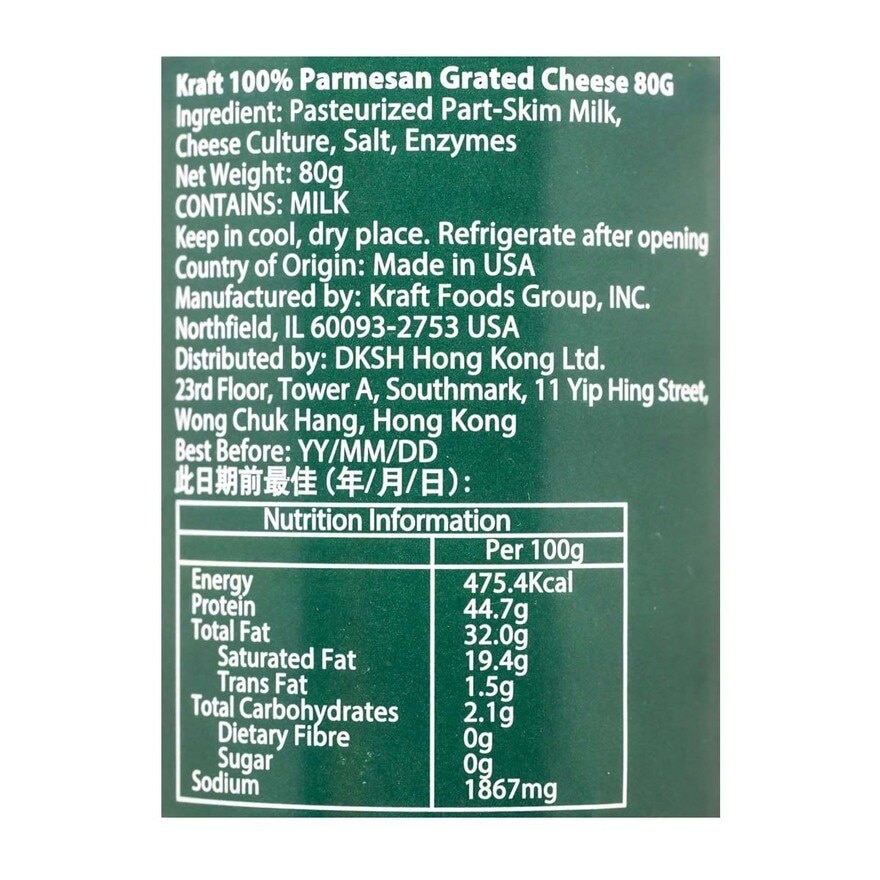 Kraft 100% Parmesan Grated Cheese 80G
Ingredient: Pasteurized Part-Skim Milk,
Cheese Culture, Salt, Enzymes
Net Weight: 80g
CONTAINS: MILK
Keep in cool, dry place. Refrigerate after opening
Country of Origin: Made in USA
Manufactured by: Kraft Foods Group, INC.
Northfield, IL 60093-2753 USA
Distributed by: DKSH Hong Kong Ltd.
23rd Floor, Tower A, Southmark, 11 Yip Hing Street,
Wong Chuk Hang, Hong Kong
Best Before: YY/MM/DD
此日期前最佳 (年/月/日):
Nutrition Information
Per 100g
Energy 475.4Kcal
Protein 44.7g
Total Fat 32.0g
Saturated Fat 19.4g
Trans Fat 1.5g
Total Carbohydrates 2.1g
Dietary Fibre 0g
Sugar 0g
Sodium 1867mg